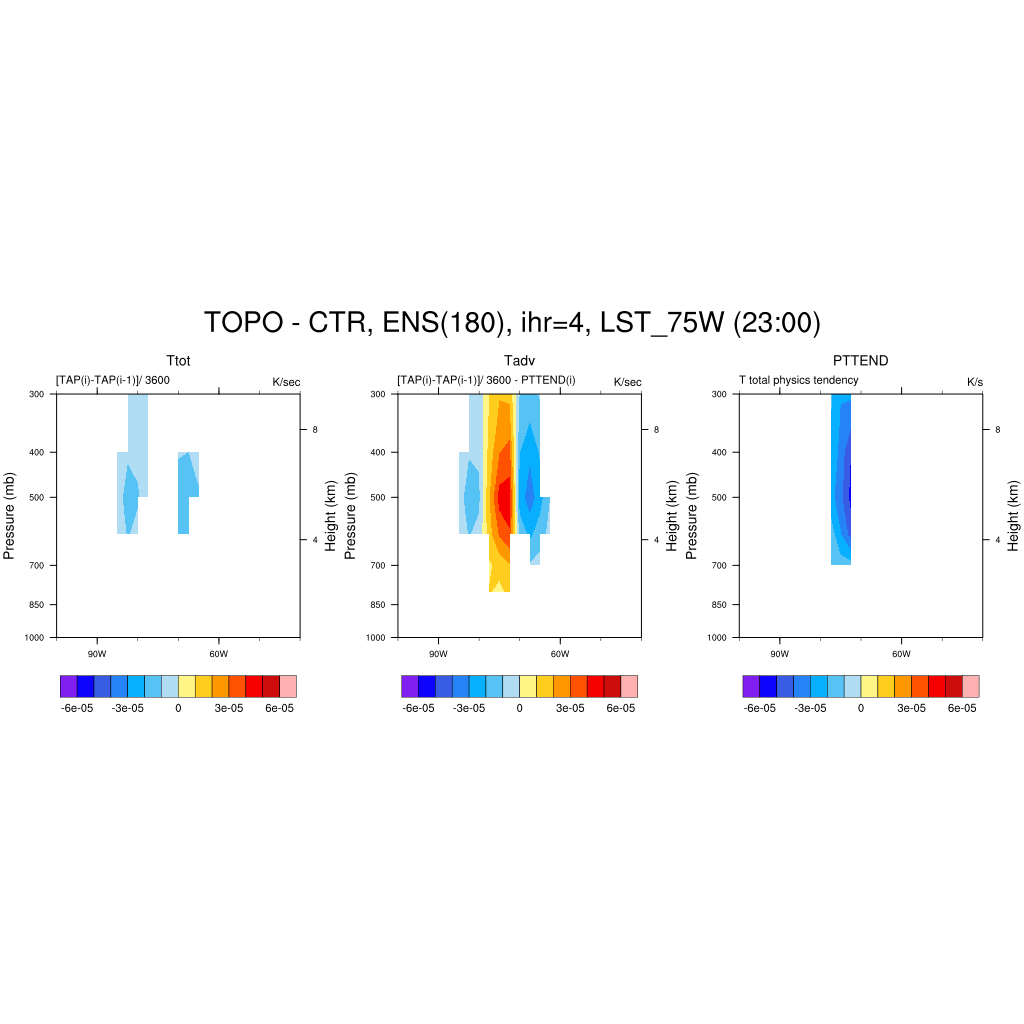 TOPO - CTR, ENS(180), ihr=4, LST_75W (23:00)
Ttot
[TAP(i)-TAP(i-1)]/ 3600 K/sec
300
400
500
700
850
1000
Pressure (mb)
8
4
Height (km)
90W 60W
-6e-05 -3e-05 0 3e-05 6e-05
Tadv
[TAP(i)-TAP(i-1)]/ 3600 - PTTEND(i) K/sec
300
400
500
700
850
1000
Pressure (mb)
8
4
Height (km)
90W 60W
-6e-05 -3e-05 0 3e-05 6e-05
PTTEND
T total physics tendency K/s
300
400
500
700
850
1000
Pressure (mb)
8
4
Height (km)
90W 60W
-6e-05 -3e-05 0 3e-05 6e-05